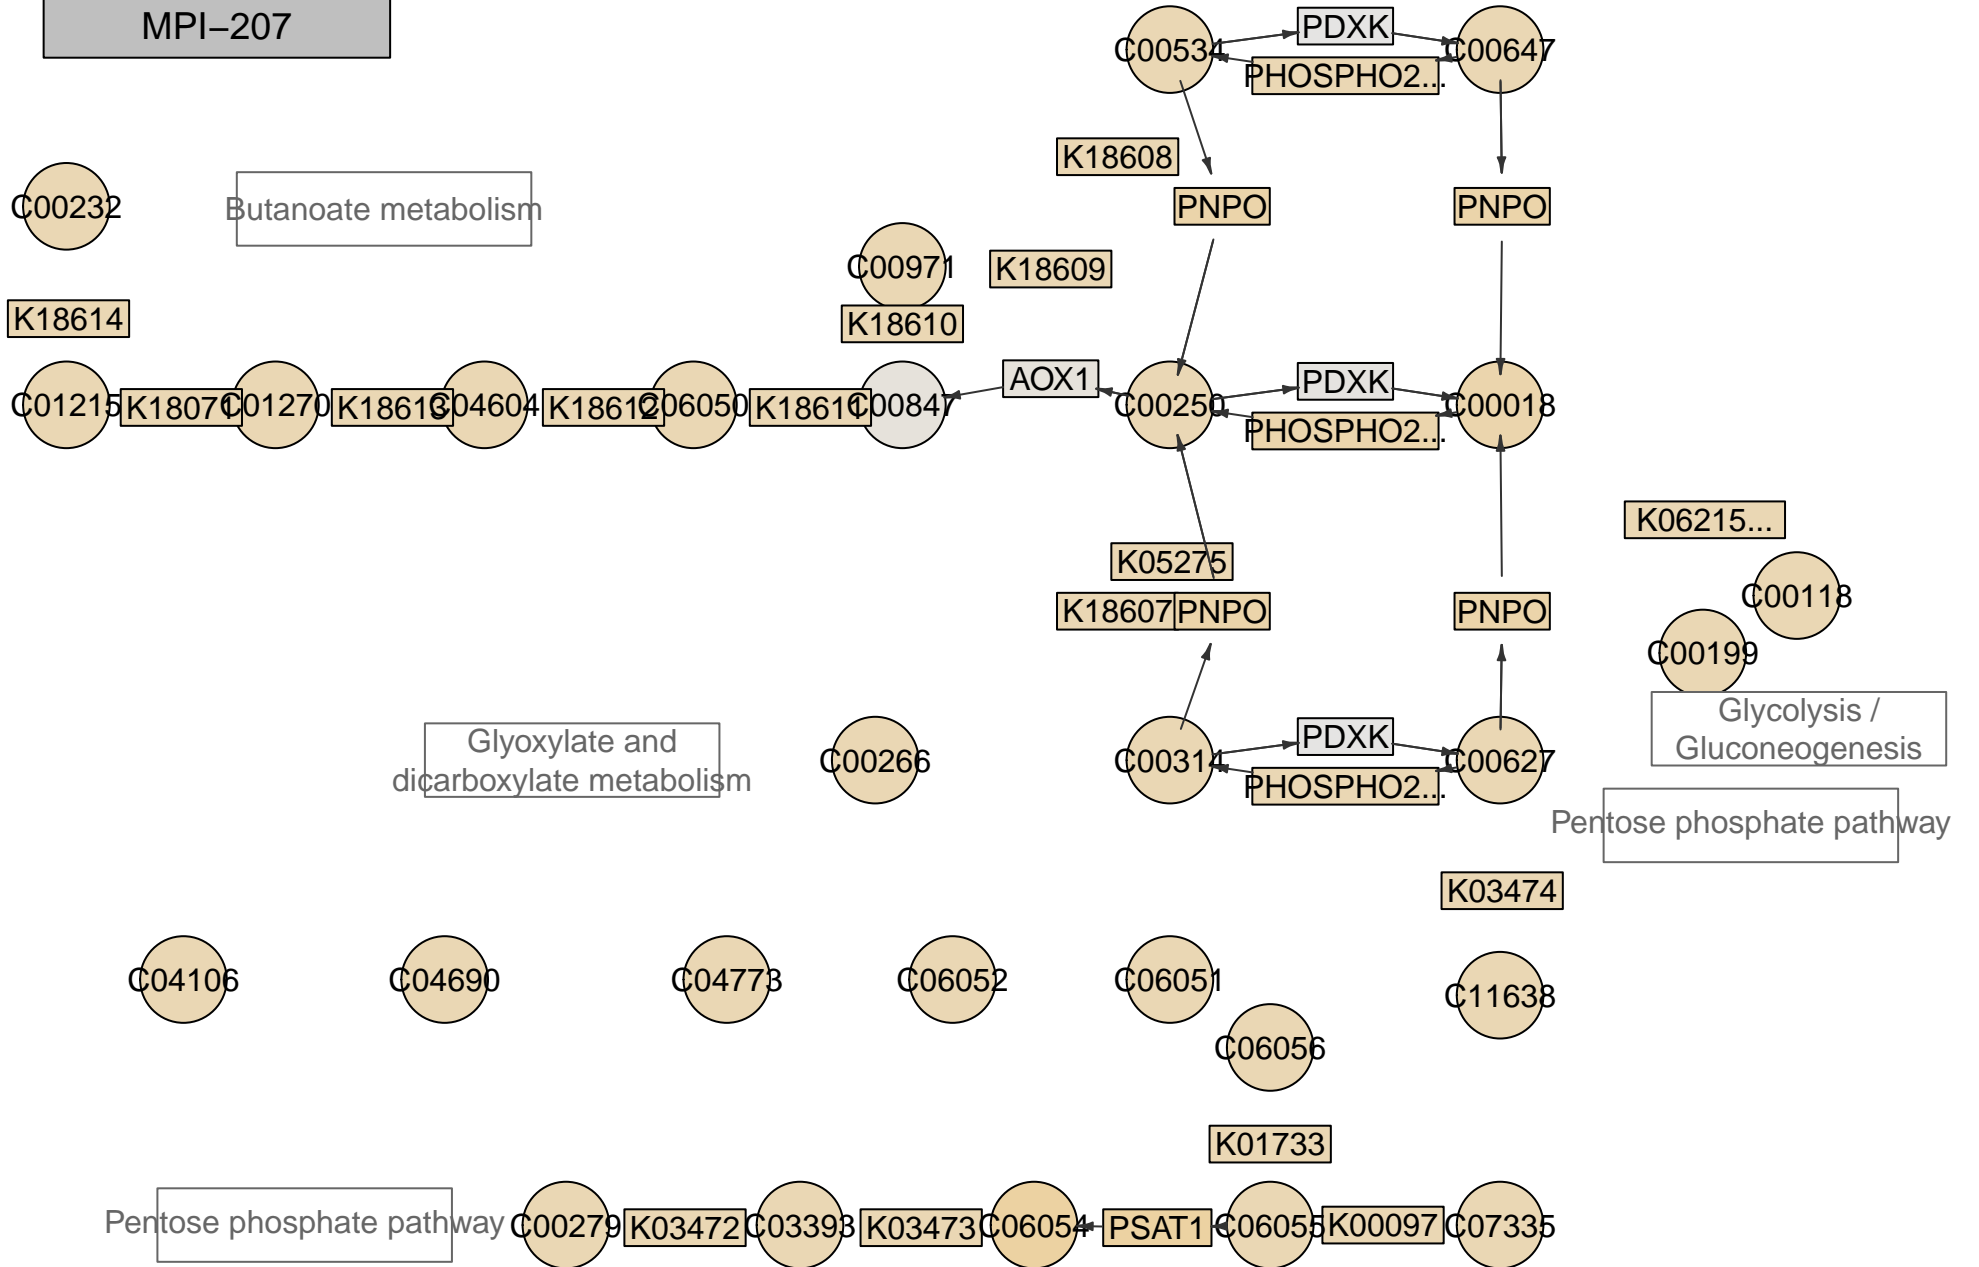 MPI–207
C00534
PDXK
C00647
PHOSPHO2...
K18608
C00232
Butanoate metabolism
PNPO
PNPO
C00971
K18609
K18614
K18610
AOX1
PDXK
C01215
K18071
C01270
K18613
C04604
K18612
C06050
K18611
C00847
C00250
C00018
PHOSPHO2...
K06215...
K05275
C00118
K18607
PNPO
PNPO
C00199
Glycolysis /
Gluconeogenesis
Glyoxylate and
dicarboxylate metabolism
C00266
C00314
PDXK
C00627
PHOSPHO2...
Pentose phosphate pathway
K03474
C04106
C04690
C04773
C06052
C06051
C11638
C06056
K01733
Pentose phosphate pathway
C00279
K03472
C03393
K03473
C06054
PSAT1
C06055
K00097
C07335